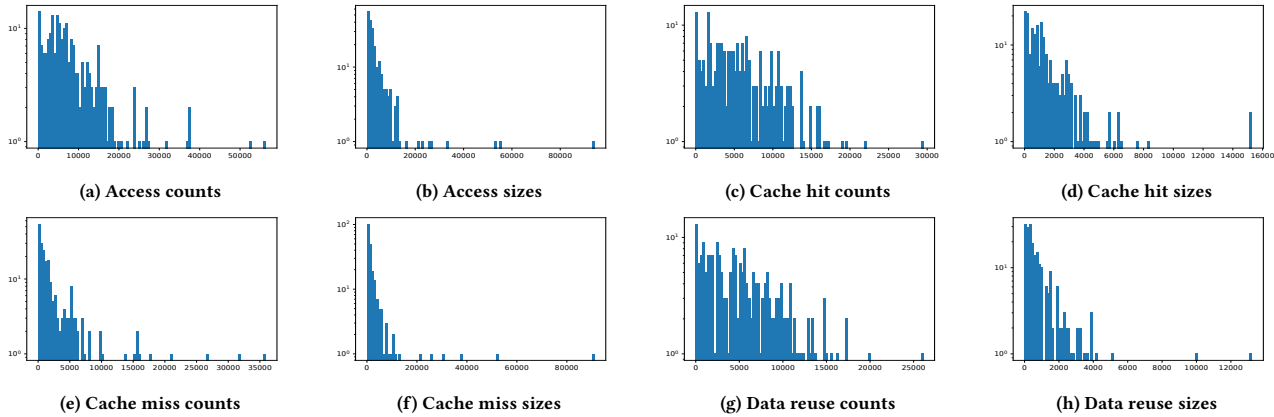 10¹
10⁰
0 10000 20000 30000 40000 50000
(a) Access counts
10¹
10⁰
0 20000 40000 60000 80000
(b) Access sizes
10¹
10⁰
0 5000 10000 15000 20000 25000 30000
(c) Cache hit counts
10¹
10⁰
0 2000 4000 6000 8000 10000 12000 14000 16000
(d) Cache hit sizes
10¹
10⁰
0 5000 10000 15000 20000 25000 30000 35000
(e) Cache miss counts
10²
10¹
10⁰
0 20000 40000 60000 80000
(f) Cache miss sizes
10¹
10⁰
0 5000 10000 15000 20000 25000
(g) Data reuse counts
10¹
10⁰
0 2000 4000 6000 8000 10000 12000
(h) Data reuse sizes